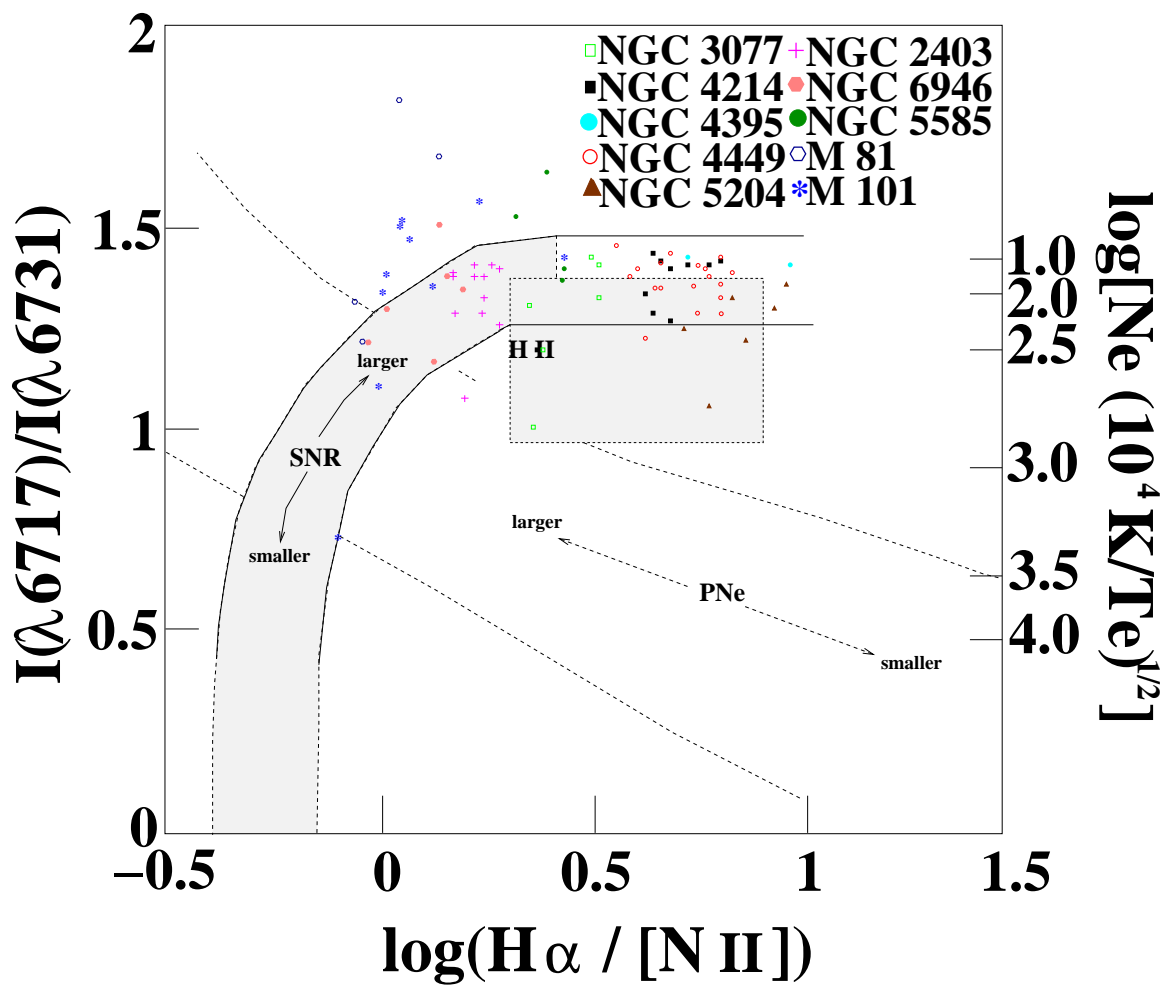 2
NGC 3077 NGC 2403
NGC 4214 NGC 6946
NGC 4395 NGC 5585
NGC 4449 M 81
NGC 5204 M 101
1.5
1.0
2.0
2.5
H II
larger
1
SNR
3.0
larger
smaller
3.5
PNe
0.5
4.0
smaller
0
−0.5 0 0.5 1 1.5
log(Hα / [N II])
I(λ6717)/I(λ6731)
log[Ne (10⁴ K/Te)^1/2]